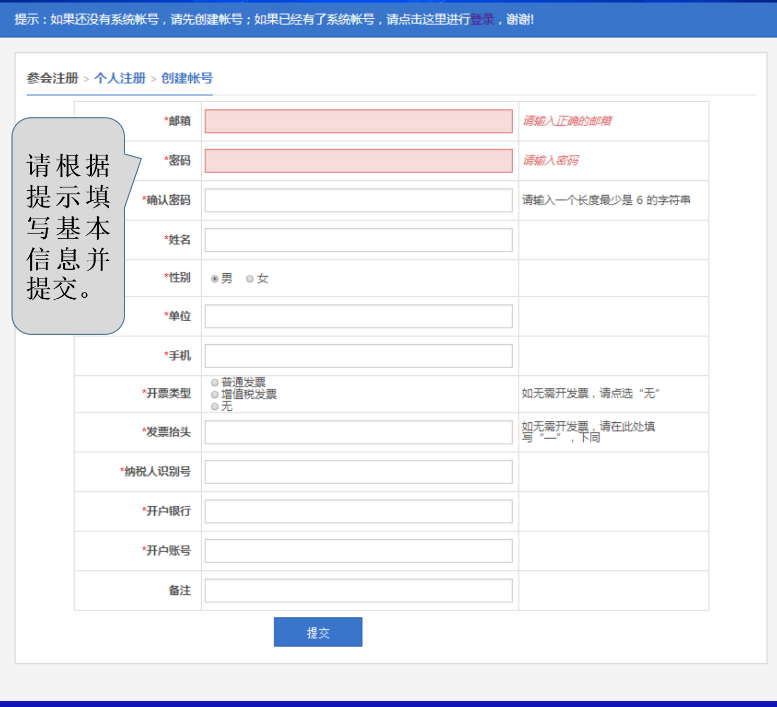 提示：如果还没有系统帐号，请先创建帐号；如果已经有了系统帐号，请点击这里进行登录，谢谢!
参会注册 > 个人注册 > 创建帐号
*邮箱 请输入正确的邮箱
*密码 请输入密码
*确认密码 请输入一个长度最少是 6 的字符串
*姓名
*性别 男 女
*单位
*手机
*开票类型
普通发票
增值税发票
无
如无需开发票，请点选“无”
*发票抬头
如无需开发票，请在此处填
写“—”，下同
*纳税人识别号
*开户银行
*开户账号
备注
提交
请根据
提示填
写基本
信息并
提交。